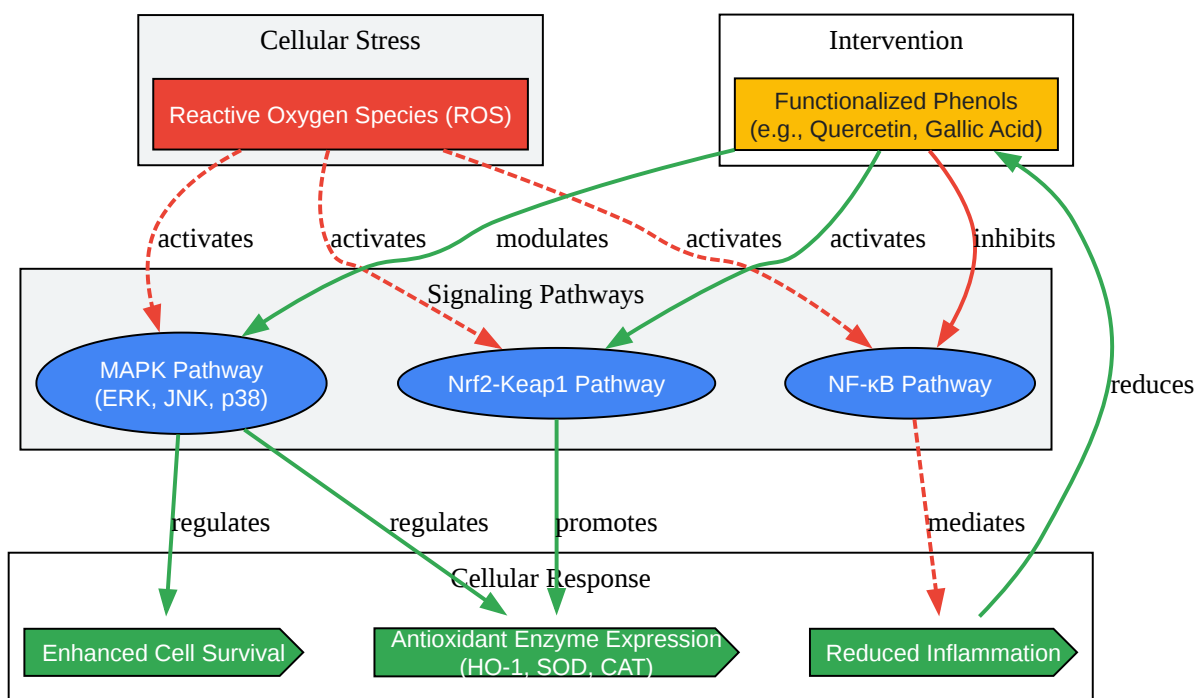 Cellular Stress
Intervention
Reactive Oxygen Species (ROS)
Functionalized Phenols
(e.g., Quercetin, Gallic Acid)
activates
activates
modulates
activates
activates
inhibits
Signaling Pathways
MAPK Pathway
(ERK, JNK, p38)
Nrf2-Keap1 Pathway
NF-κB Pathway
reduces
regulates
regulates
promotes
mediates
Cellular Response
Enhanced Cell Survival
Antioxidant Enzyme Expression
(HO-1, SOD, CAT)
Reduced Inflammation